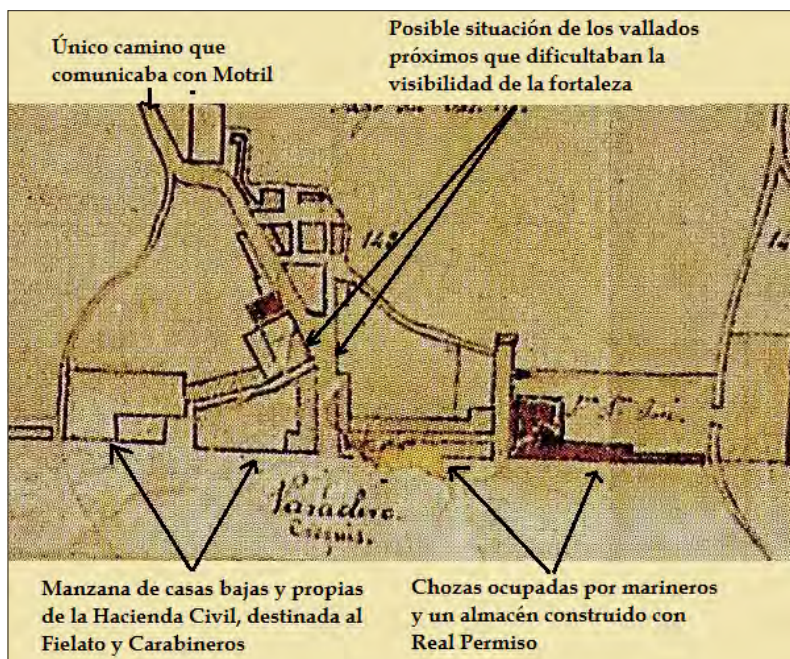 Único camino que
comunicaba con Motril
Posible situación de los vallados
próximos que dificultaban la
visibilidad de la fortaleza
Varadero
Manzana de casas bajas y propias
de la Hacienda Civil, destinada al
Fielato y Carabineros
Chozas ocupadas por marineros
y un almacén construido con
Real Permiso